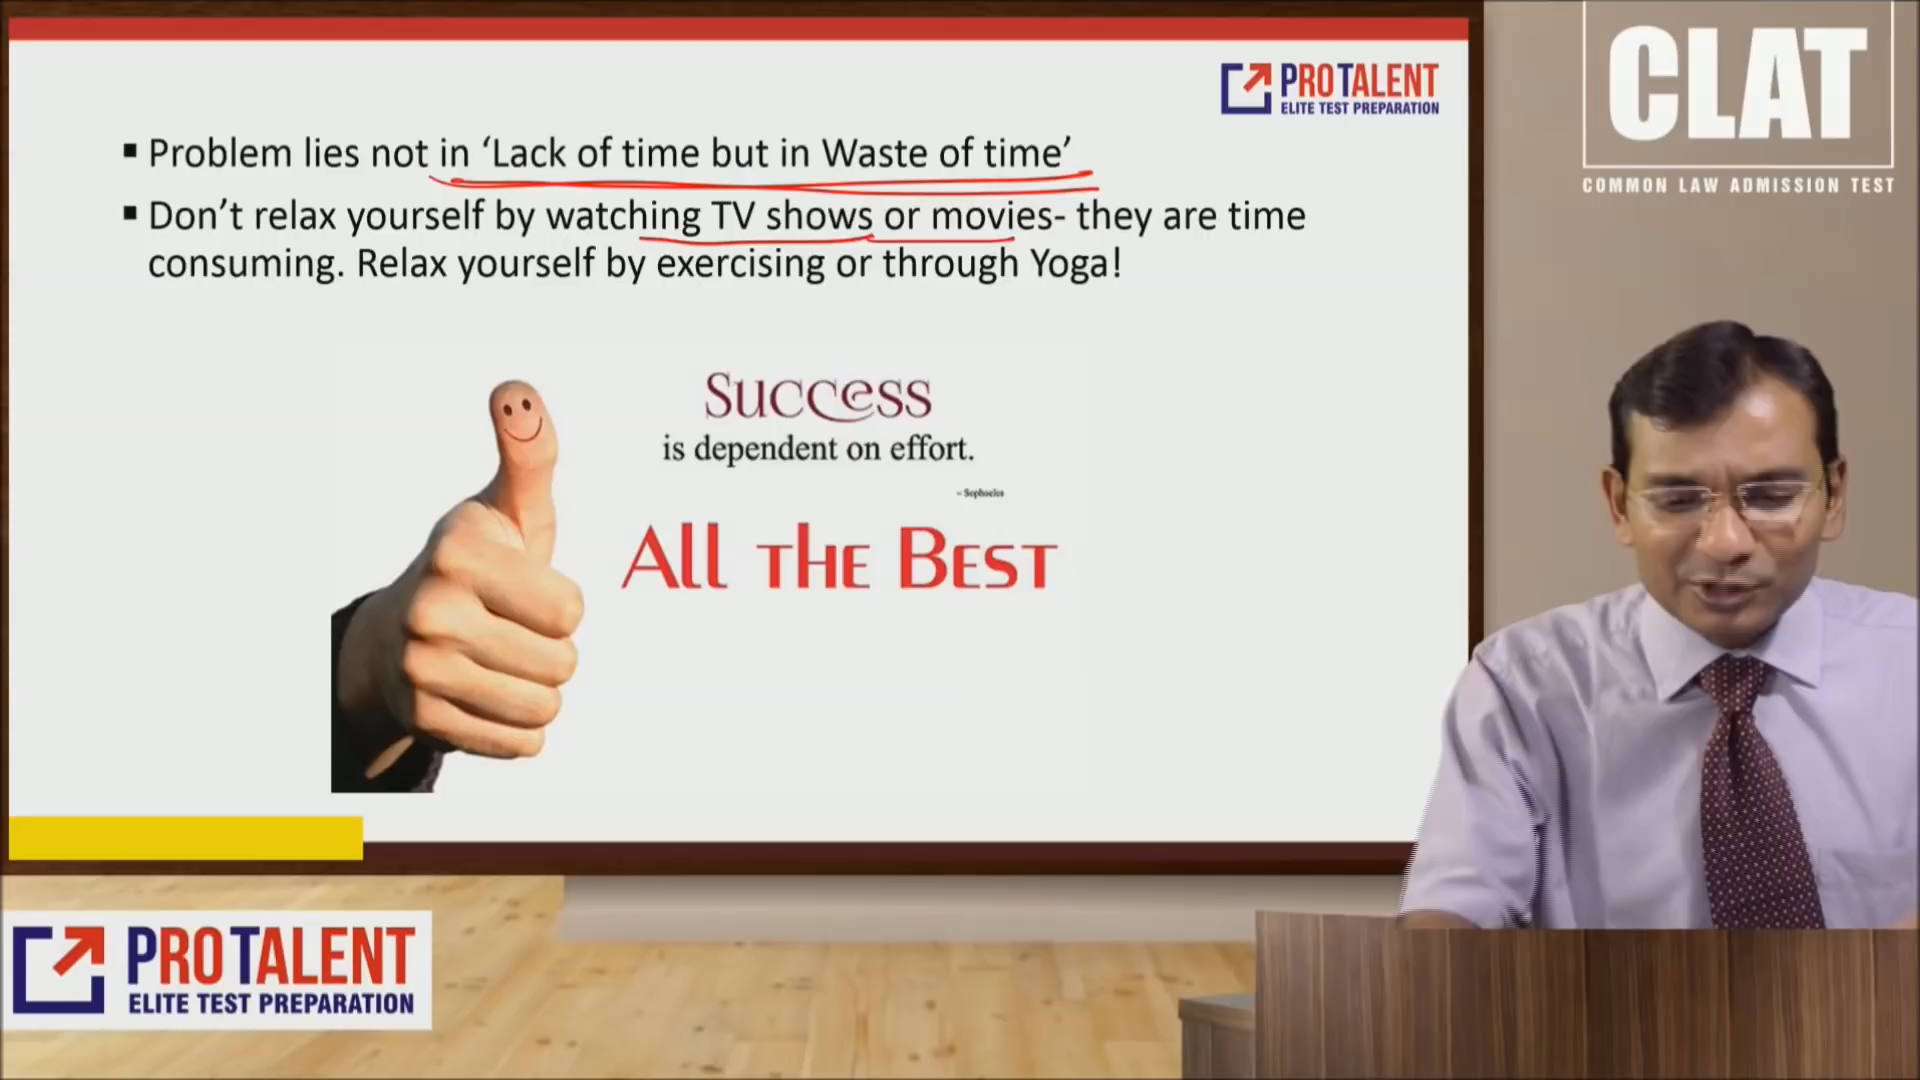 PROTALENT
ELITE TEST PREPARATION
CLAT
COMMON LAW ADMISSION TEST
▪ Problem lies not in ‘Lack of time but in Waste of time’
▪ Don’t relax yourself by watching TV shows or movies- they are time
consuming. Relax yourself by exercising or through Yoga!
Success
is dependent on effort.
- Sophocles
All the Best
PROTALENT
ELITE TEST PREPARATION